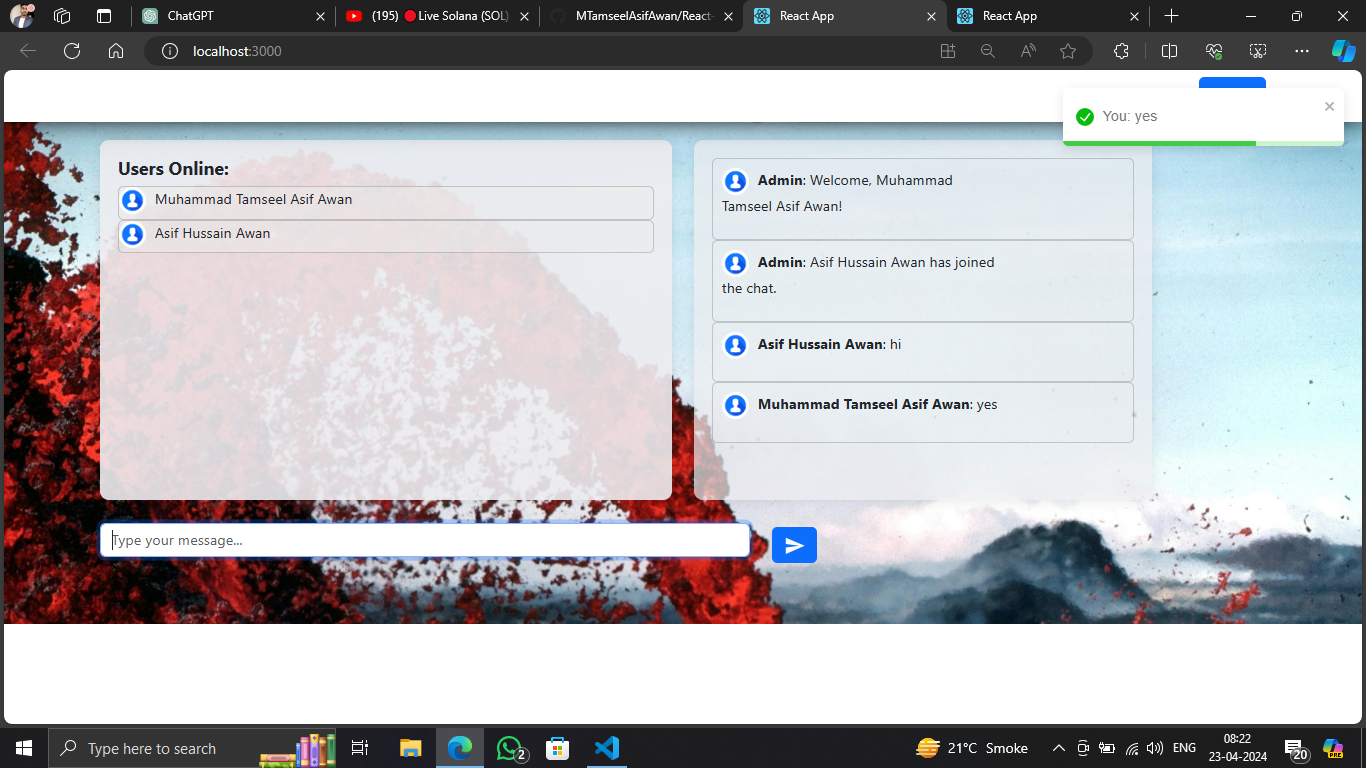 ChatGPT
(195) 🔴Live Solana (SOL)
MTamseelAsifAwan/React-
React App
React App
localhost:3000
You: yes
Users Online:
Muhammad Tamseel Asif Awan
Asif Hussain Awan
Admin: Welcome, Muhammad
Tamseel Asif Awan!
Admin: Asif Hussain Awan has joined
the chat.
Asif Hussain Awan: hi
Muhammad Tamseel Asif Awan: yes
Type your message...
Type here to search
2
21°C Smoke
ENG
08:22
23-04-2024
20
PRE